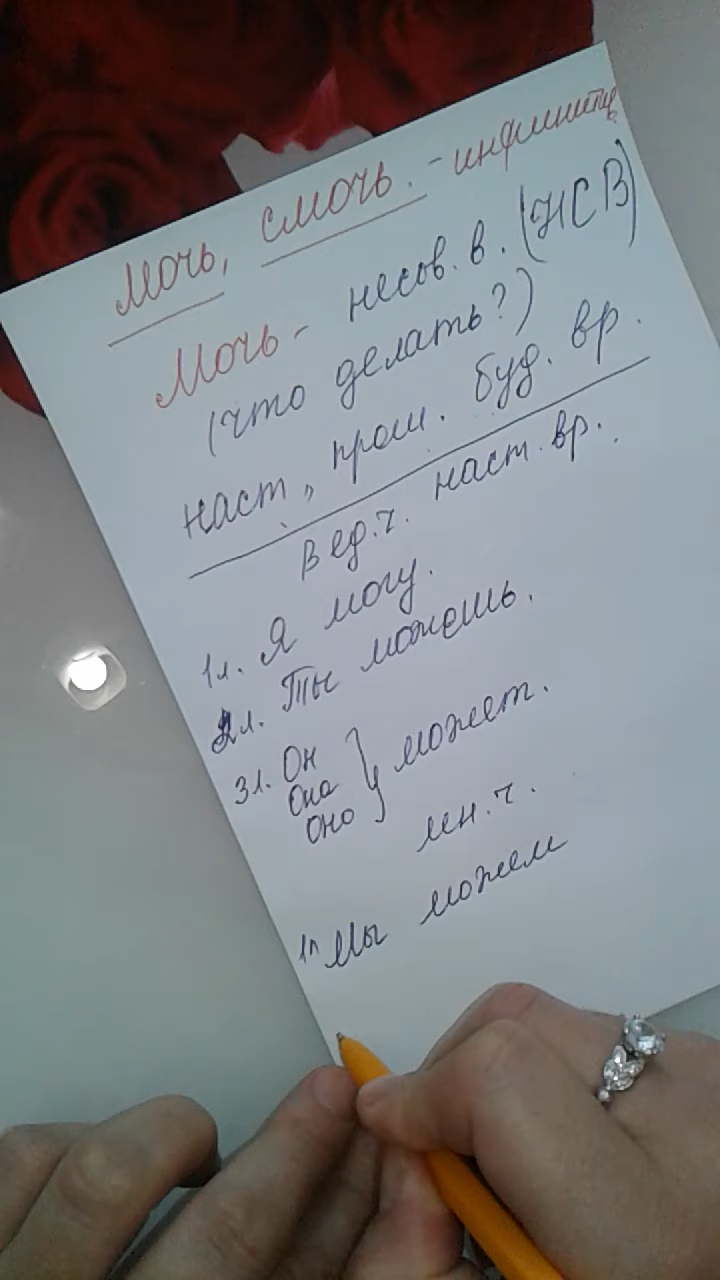 Мочь, смочь. - инфинитив
Мочь - несов. в. (НСВ)
(что делать?)
наст., прош. буд. вр.
В ед.ч. наст. вр.
1л. Я могу.
2л. Ты можешь.
3л. Он
Она } может.
Оно
мн.ч.
1л Мы можем